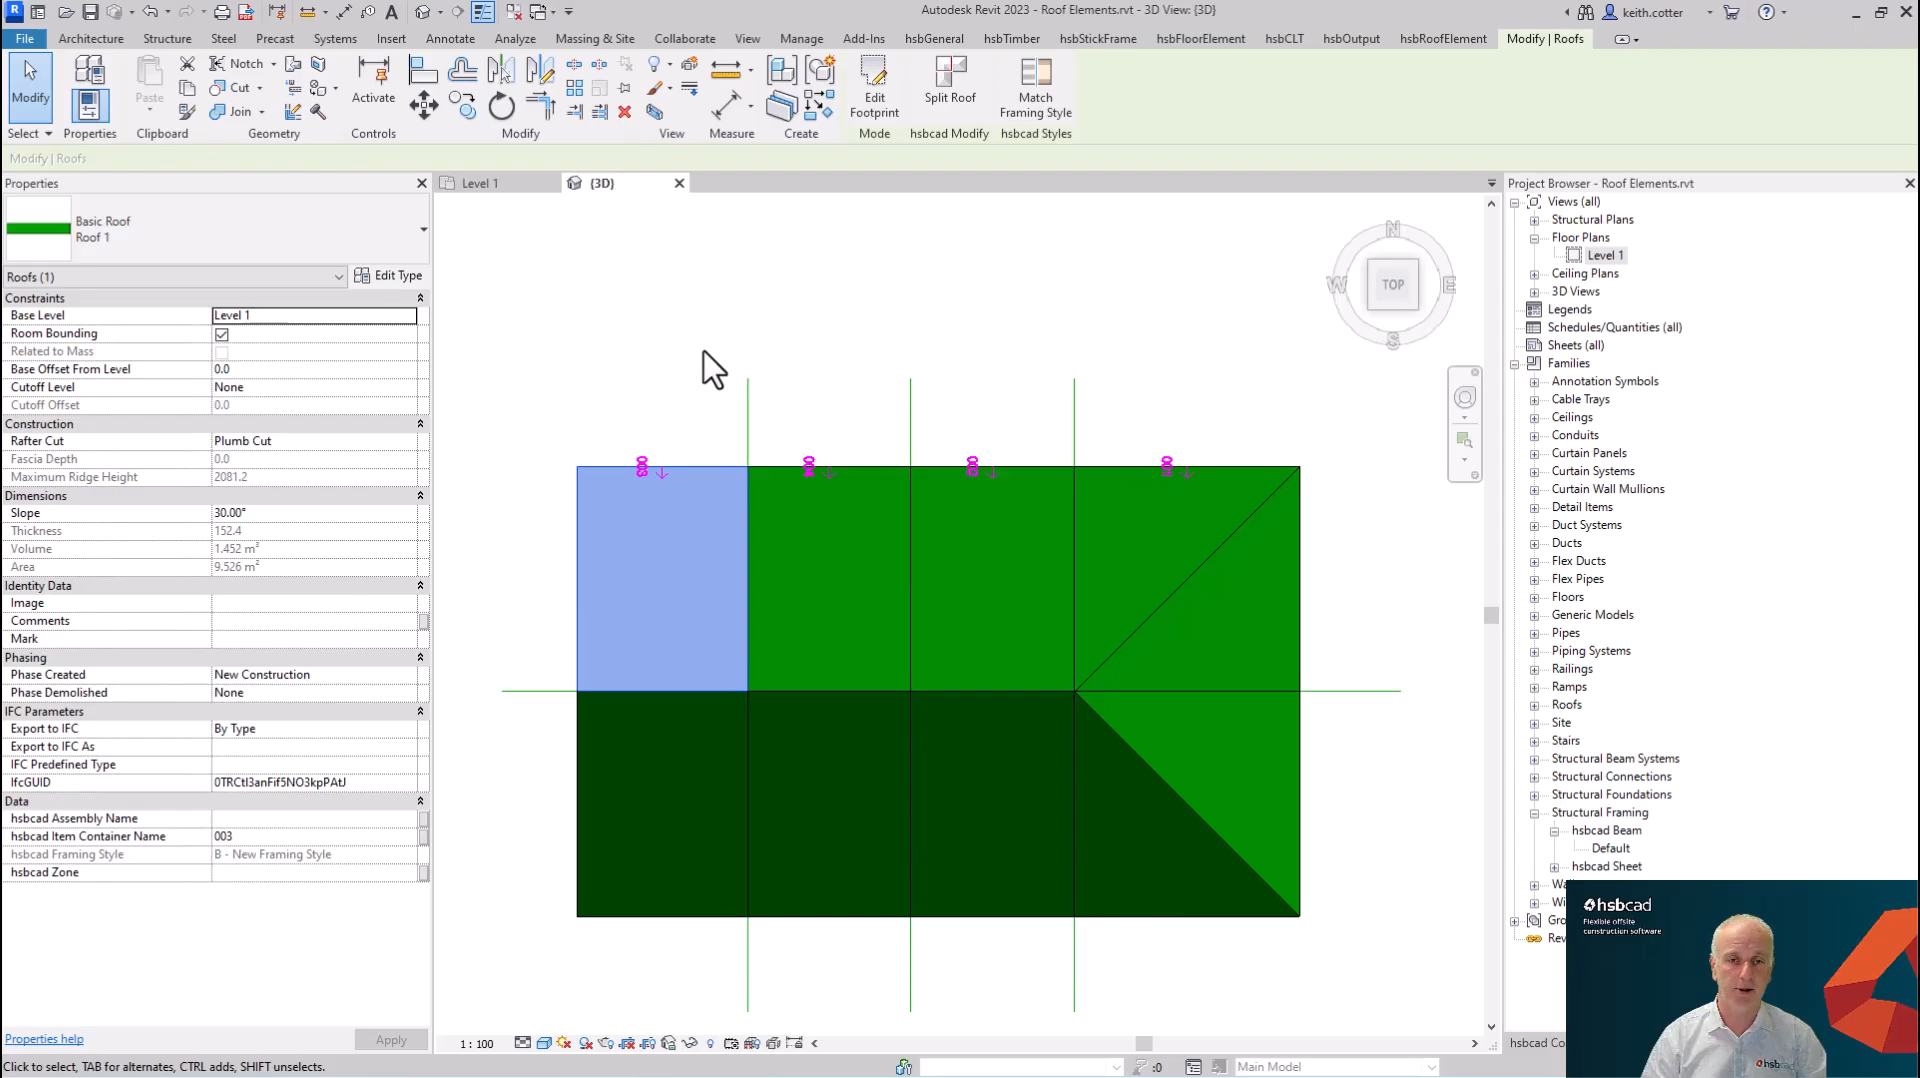 Autodesk Revit 2023 - Roof Elements.rvt - 3D View: {3D}
keith.cotter
File Architecture Structure Steel Precast Systems Insert Annotate Analyze Massing & Site Collaborate View Manage Add-Ins hsbGeneral hsbTimber hsbStickFrame hsbFloorElement hsbCLT hsbOutput hsbRoofElement Modify | Roofs
Modify
Paste
Notch
Cut
Join
Activate
Edit
Footprint
Split Roof
Match
Framing Style
Select Properties Clipboard Geometry Controls Modify View Measure Create Mode hsbcad Modify hsbcad Styles
Modify | Roofs
Properties
Basic Roof
Roof 1
Roofs (1) Edit Type
Constraints
Base Level Level 1
Room Bounding
Related to Mass
Base Offset From Level 0.0
Cutoff Level None
Cutoff Offset 0.0
Construction
Rafter Cut Plumb Cut
Fascia Depth 0.0
Maximum Ridge Height 2081.2
Dimensions
Slope 30.00°
Thickness 152.4
Volume 1.452 m³
Area 9.526 m²
Identity Data
Image
Comments
Mark
Phasing
Phase Created New Construction
Phase Demolished None
IFC Parameters
Export to IFC By Type
Export to IFC As
IFC Predefined Type
IfcGUID 0TRCtI3anFif5NO3kpPAtJ
Data
hsbcad Assembly Name
hsbcad Item Container Name 003
hsbcad Framing Style B - New Framing Style
hsbcad Zone
Properties help Apply
Level 1 {3D}
N
W TOP E
S
003 004 002 001
1 : 100
Project Browser - Roof Elements.rvt
Views (all)
Structural Plans
Floor Plans
Level 1
Ceiling Plans
3D Views
Legends
Schedules/Quantities (all)
Sheets (all)
Families
Annotation Symbols
Cable Trays
Ceilings
Conduits
Curtain Panels
Curtain Systems
Curtain Wall Mullions
Detail Items
Duct Systems
Ducts
Flex Ducts
Flex Pipes
Floors
Generic Models
Pipes
Piping Systems
Railings
Ramps
Roofs
Site
Stairs
Structural Beam Systems
Structural Connections
Structural Foundations
Structural Framing
hsbcad Beam
Default
hsbcad Sheet
Wa
Wi
Gro
Rev
hsbcad Co
hsbcad
Flexible offsite
construction software
hsbcad
Click to select, TAB for alternates, CTRL adds, SHIFT unselects.
:0
Main Model